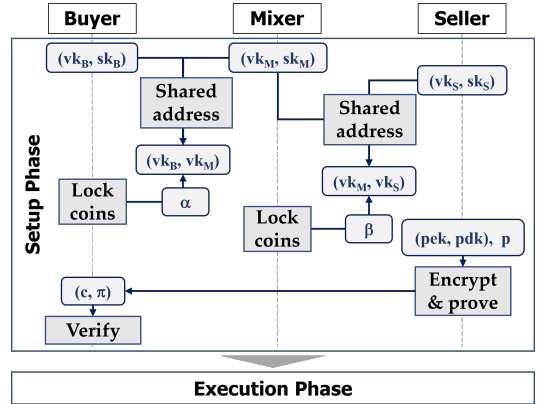 Buyer
Mixer
Seller
Setup Phase
(vkB, skB)
(vkM, skM)
(vkS, skS)
Shared
address
Shared
address
(vkB, vkM)
(vkM, vkS)
Lock
coins
α
Lock
coins
β
(pek, pdk), p
(c, π)
Encrypt
& prove
Verify
Execution Phase